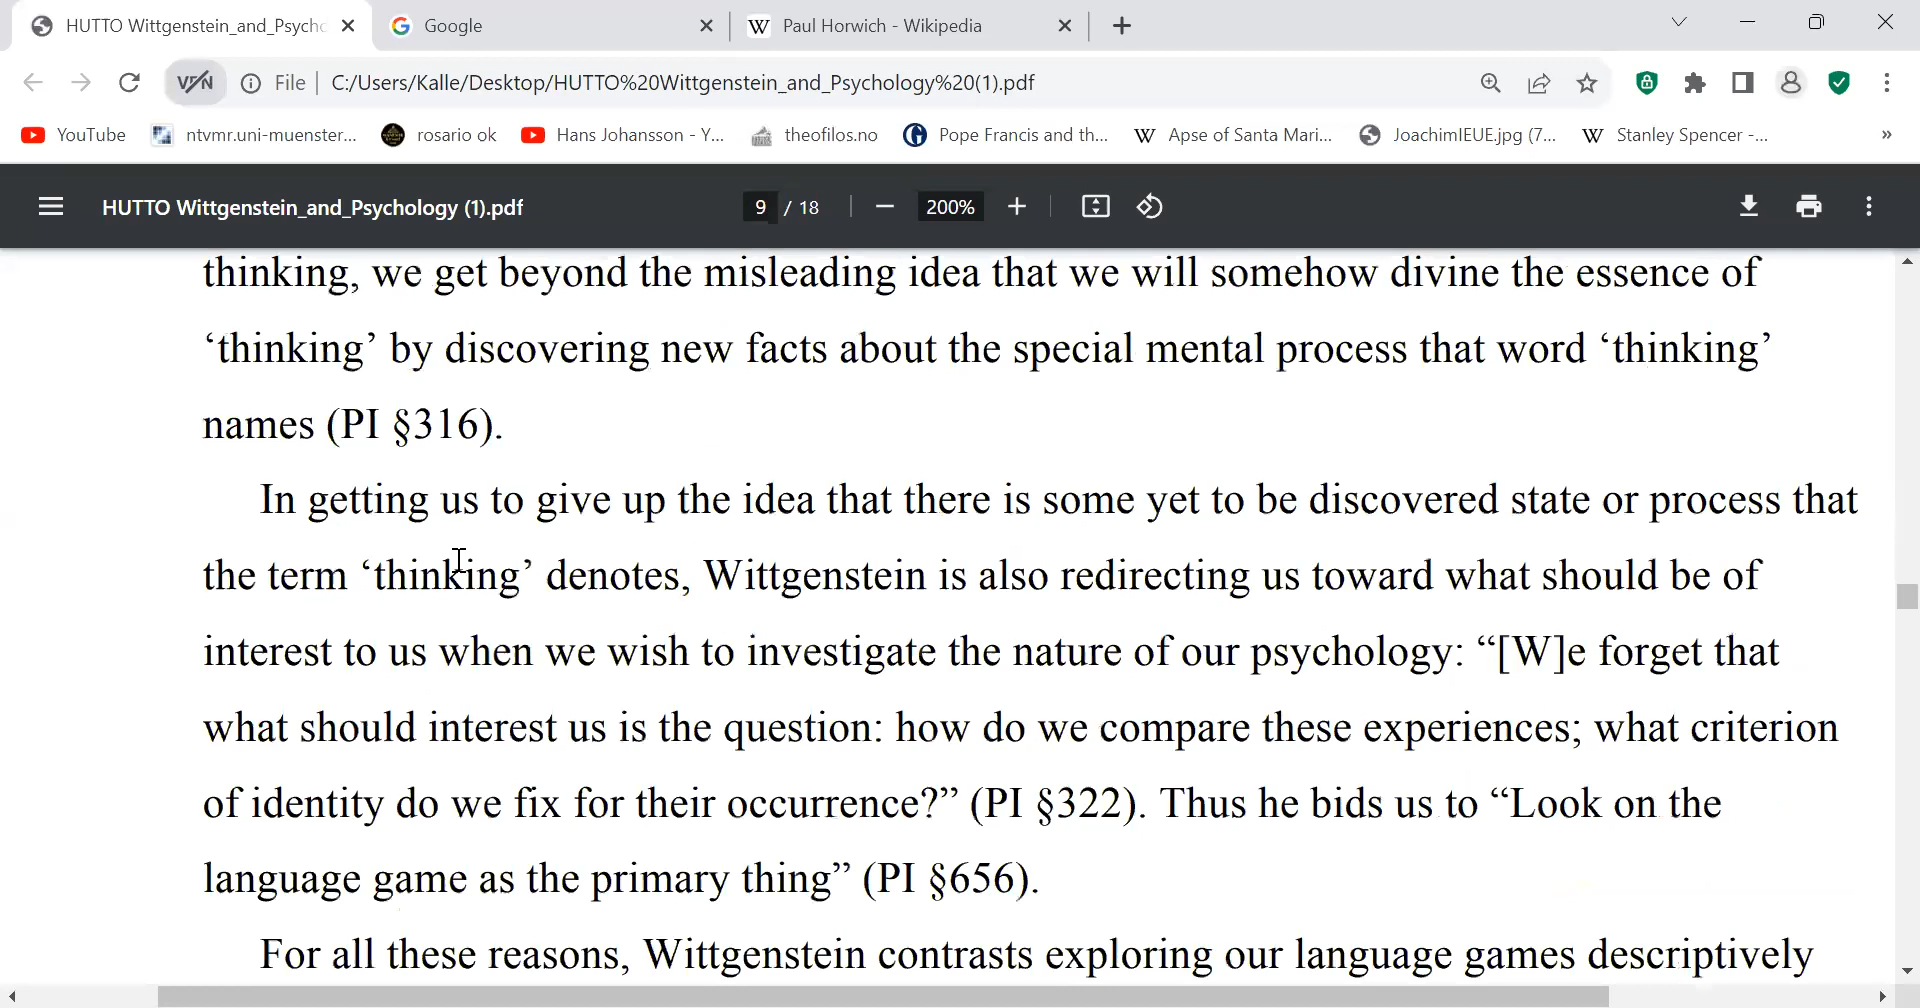 HUTTO Wittgenstein_and_Psycho
Google
Paul Horwich - Wikipedia
VPN
File
C:/Users/Kalle/Desktop/HUTTO%20Wittgenstein_and_Psychology%20(1).pdf
YouTube
ntvmr.uni-muenster...
rosario ok
Hans Johansson - Y...
theofilos.no
Pope Francis and th...
Apse of Santa Mari...
JoachimIEUE.jpg (7...
Stanley Spencer -...
»
HUTTO Wittgenstein_and_Psychology (1).pdf
9 / 18
200%
thinking, we get beyond the misleading idea that we will somehow divine the essence of
‘thinking’ by discovering new facts about the special mental process that word ‘thinking’
names (PI §316).
In getting us to give up the idea that there is some yet to be discovered state or process that
the term ‘thinking’ denotes, Wittgenstein is also redirecting us toward what should be of
interest to us when we wish to investigate the nature of our psychology: “[W]e forget that
what should interest us is the question: how do we compare these experiences; what criterion
of identity do we fix for their occurrence?” (PI §322). Thus he bids us to “Look on the
language game as the primary thing” (PI §656).
For all these reasons, Wittgenstein contrasts exploring our language games descriptively